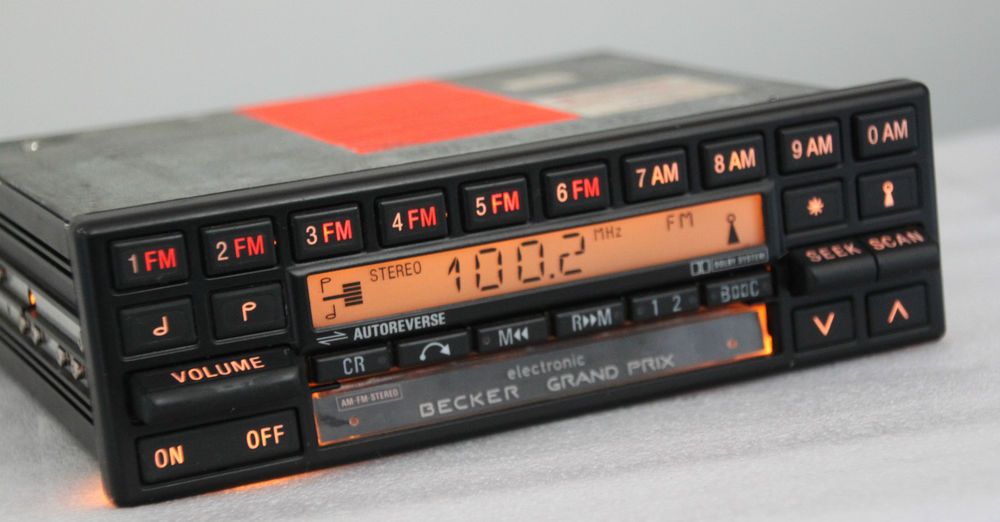 1 FM 2 FM 3 FM 4 FM 5 FM 6 FM 7 AM 8 AM 9 AM 0 AM
STEREO 100.2 MHz FM
DOLBY SYSTEM
SEEK SCAN
AUTOREVERSE
VOLUME
CR M R M 1 2
AM-FM-STEREO
electronic
BECKER GRAND PRIX
ON OFF